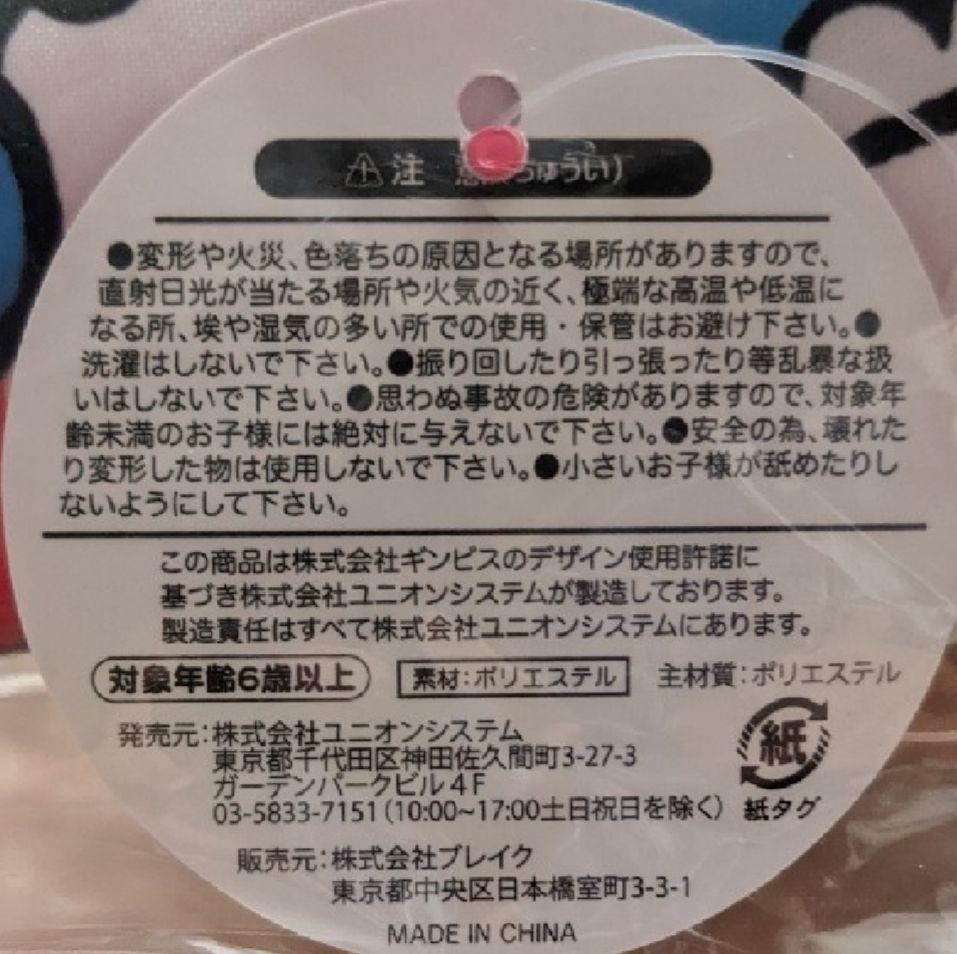 ⚠注意(ちゅうい)
●変形や火災、色落ちの原因となる場所がありますので、
直射日光が当たる場所や火気の近く、極端な高温や低温に
なる所、埃や湿気の多い所での使用・保管はお避け下さい。●
洗濯はしないで下さい。●振り回したり引っ張ったり等乱暴な扱
いはしないで下さい。●思わぬ事故の危険がありますので、対象年
齢未満のお子様には絶対に与えないで下さい。●安全の為、壊れた
り変形した物は使用しないで下さい。●小さいお子様が舐めたりし
ないようにして下さい。
この商品は株式会社ギンビスのデザイン使用許諾に
基づき株式会社ユニオンシステムが製造しております。
製造責任はすべて株式会社ユニオンシステムにあります。
対象年齢6歳以上 素材:ポリエステル 主材質:ポリエステル
発売元:株式会社ユニオンシステム
東京都千代田区神田佐久間町3-27-3
ガーデンパークビル4F
03-5833-7151(10:00~17:00土日祝日を除く)
紙
紙タグ
販売元:株式会社ブレイク
東京都中央区日本橋室町3-3-1
MADE IN CHINA